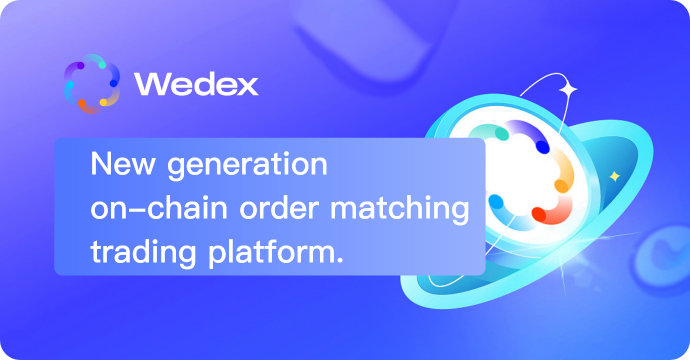 Wedex
New generation
on-chain order matching
trading platform.